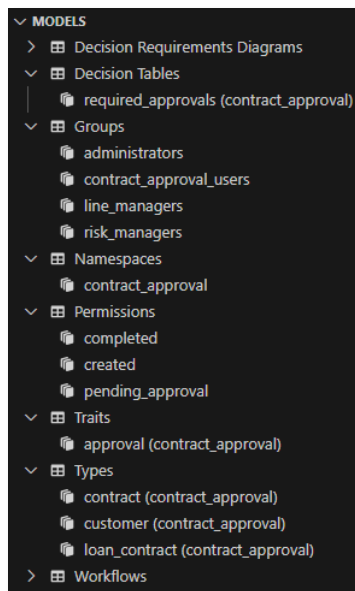 MODELS
Decision Requirements Diagrams
Decision Tables
required_approvals (contract_approval)
Groups
administrators
contract_approval_users
line_managers
risk_managers
Namespaces
contract_approval
Permissions
completed
created
pending_approval
Traits
approval (contract_approval)
Types
contract (contract_approval)
customer (contract_approval)
loan_contract (contract_approval)
Workflows